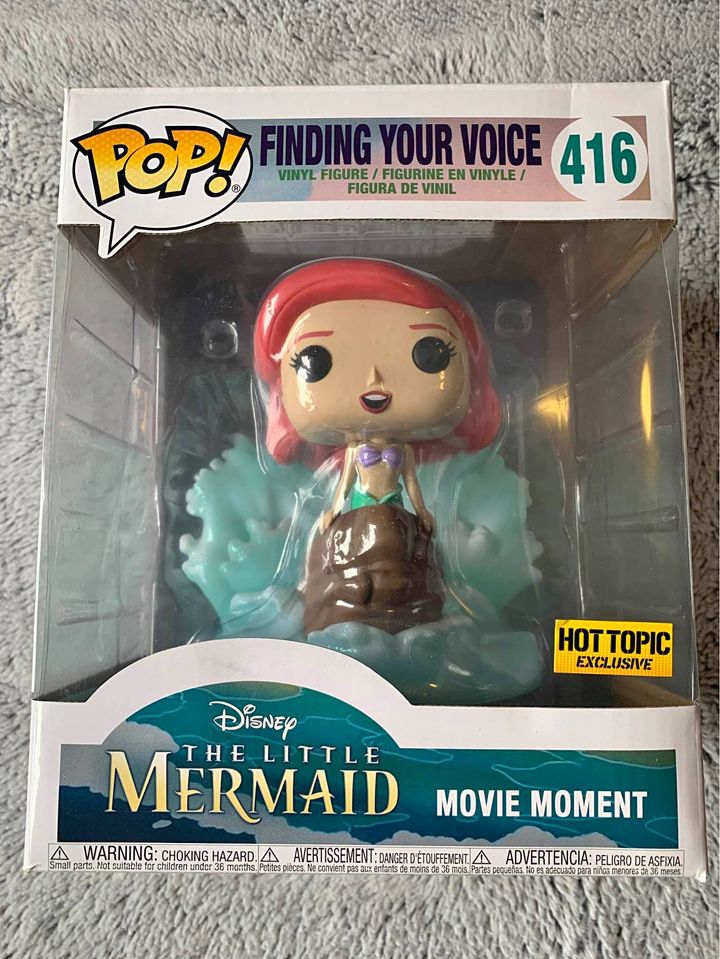 POP!®
FINDING YOUR VOICE
VINYL FIGURE / FIGURINE EN VINYLE /
FIGURA DE VINIL
416
HOT TOPIC
EXCLUSIVE
Disney
THE LITTLE
MERMAID
MOVIE MOMENT
⚠ WARNING: CHOKING HAZARD.
Small parts. Not suitable for children under 36 months.
⚠ AVERTISSEMENT: DANGER D'ÉTOUFFEMENT.
Petites pièces. Ne convient pas aux enfants de moins de 36 mois.
⚠ ADVERTENCIA: PELIGRO DE ASFIXIA.
Partes pequeñas. No es adecuado para niños menores de 36 meses.